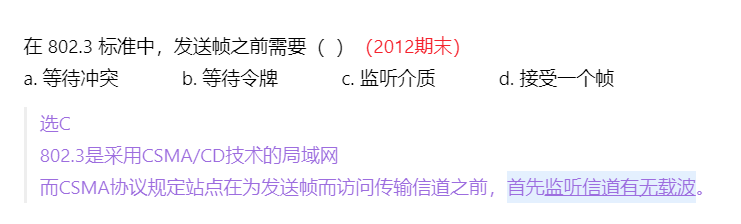 在 802.3 标准中，发送帧之前需要（ ）（2012期末）
a. 等待冲突 b. 等待令牌 c. 监听介质 d. 接受一个帧
选C
802.3是采用CSMA/CD技术的局域网
而CSMA协议规定站点在为发送帧而访问传输信道之前，首先监听信道有无载波。